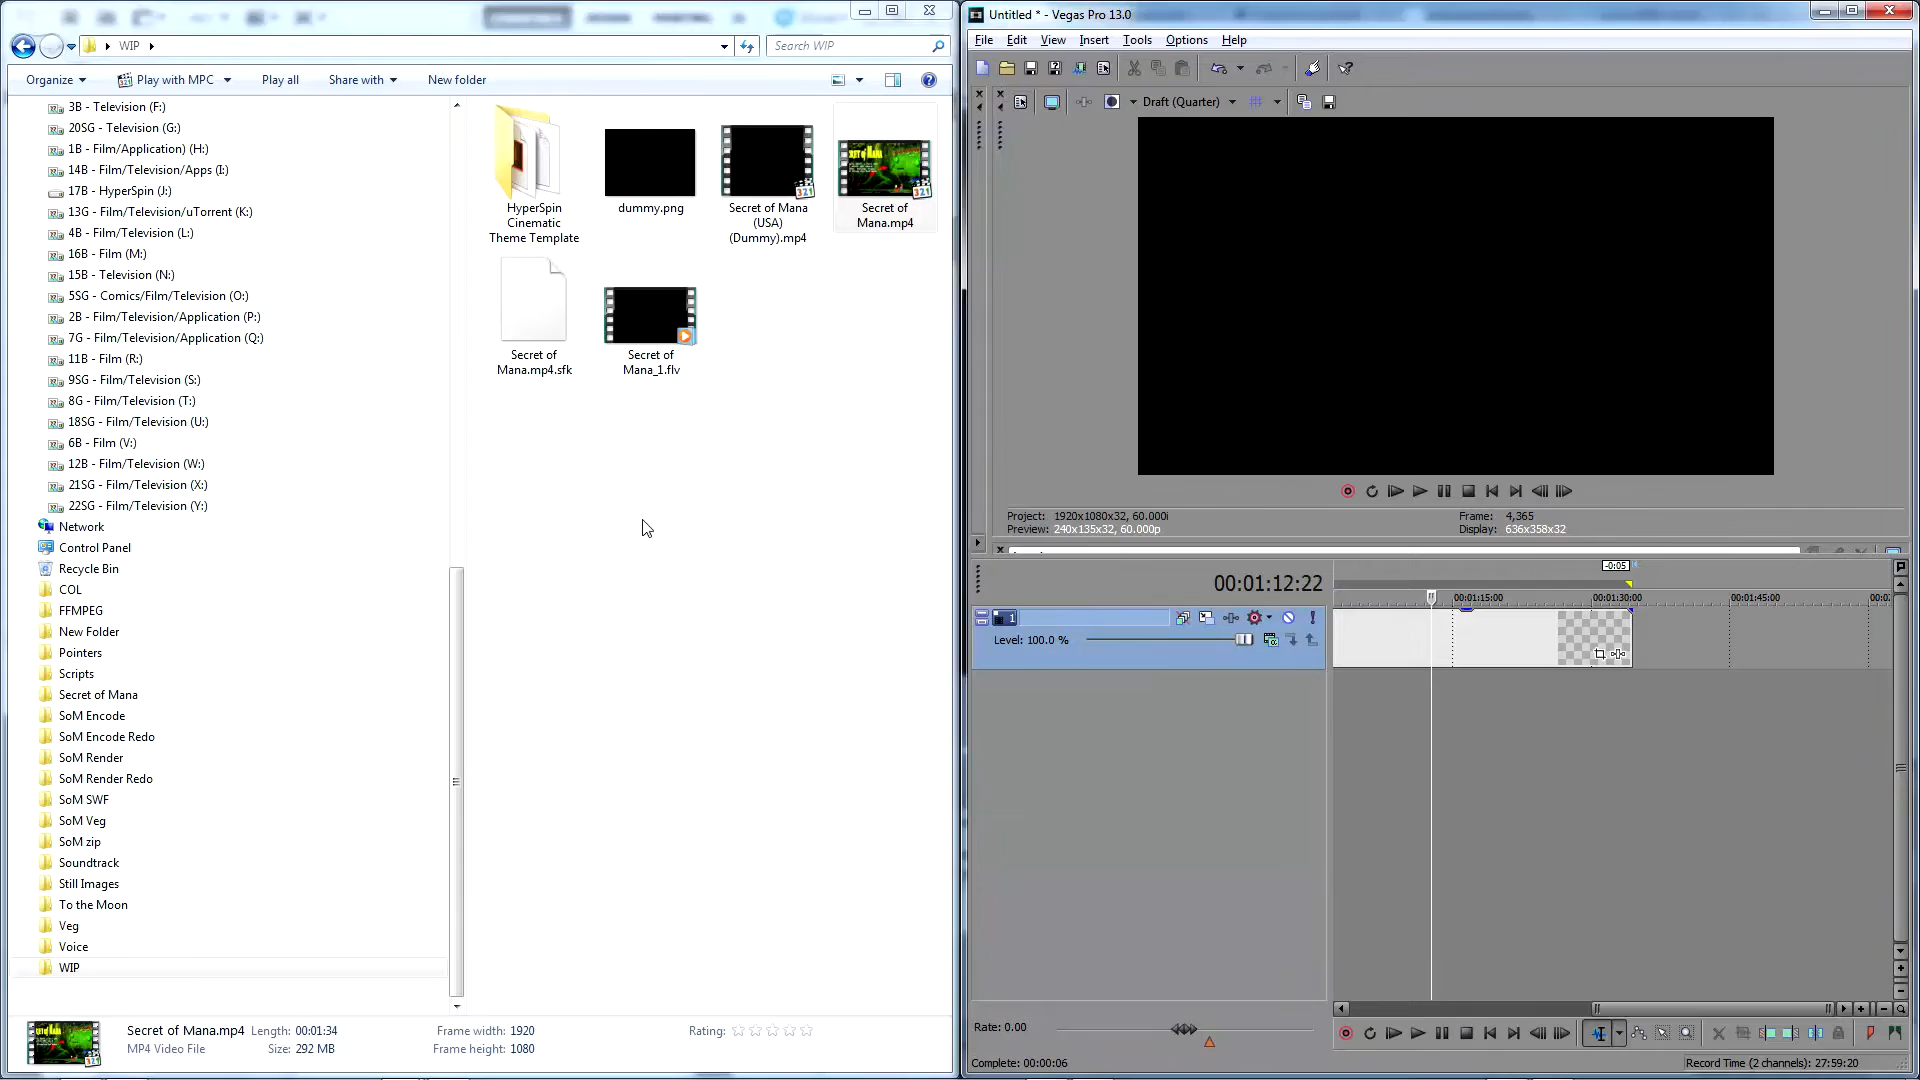 WIP
Search WIP
Organize
Play with MPC
Play all
Share with
New folder
3B - Television (F:)
20SG - Television (G:)
1B - Film/Application) (H:)
14B - Film/Television/Apps (I:)
17B - HyperSpin (J:)
13G - Film/Television/uTorrent (K:)
4B - Film/Television (L:)
16B - Film (M:)
15B - Television (N:)
5SG - Comics/Film/Television (O:)
2B - Film/Television/Application (P:)
7G - Film/Television/Application (Q:)
11B - Film (R:)
9SG - Film/Television (S:)
8G - Film/Television (T:)
18SG - Film/Television (U:)
6B - Film (V:)
12B - Film/Television (W:)
21SG - Film/Television (X:)
22SG - Film/Television (Y:)
Network
Control Panel
Recycle Bin
COL
FFMPEG
New Folder
Pointers
Scripts
Secret of Mana
SoM Encode
SoM Encode Redo
SoM Render
SoM Render Redo
SoM SWF
SoM Veg
SoM zip
Soundtrack
Still Images
To the Moon
Veg
Voice
WIP
HyperSpin
Cinematic
Theme Template
dummy.png
Secret of Mana
(USA)
(Dummy).mp4
Secret of
Mana.mp4
Secret of
Mana.mp4.sfk
Secret of
Mana_1.flv
Secret of Mana.mp4
MP4 Video File
Length: 00:01:34
Size: 292 MB
Frame width: 1920
Frame height: 1080
Rating:
Untitled * - Vegas Pro 13.0
File
Edit
View
Insert
Tools
Options
Help
Draft (Quarter)
Project: 1920x1080x32, 60.000i
Preview: 240x135x32, 60.000p
Frame: 4,365
Display: 636x358x32
-0:05
00:01:12:22
00:01:15:00
00:01:30:00
00:01:45:00
1
Level: 100.0 %
Rate: 0.00
Complete: 00:00:06
Record Time (2 channels): 27:59:20